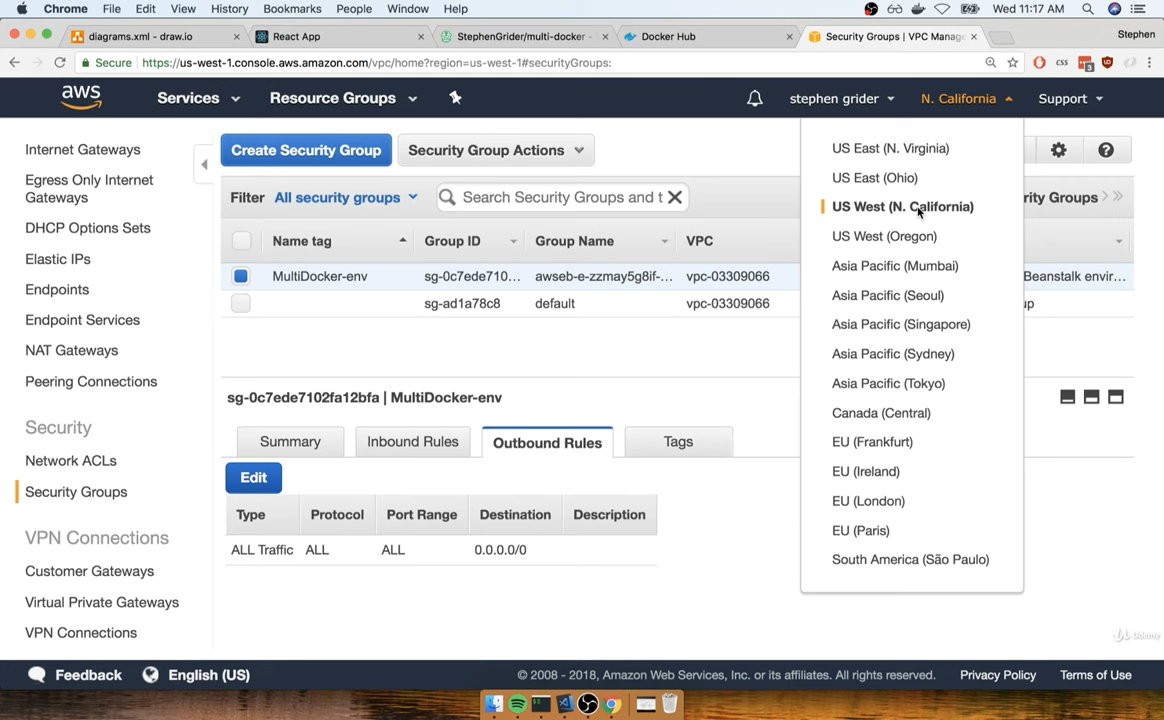 Chrome File Edit View History Bookmarks People Window Help Wed 11:17 AM
diagrams.xml - draw.io React App StephenGrider/multi-docker - Docker Hub Security Groups | VPC Manage Stephen
Secure https://us-west-1.console.aws.amazon.com/vpc/home?region=us-west-1#securityGroups: css 3
aws Services Resource Groups stephen grider N. California Support
Internet Gateways
Egress Only Internet
Gateways
DHCP Option Sets
Elastic IPs
Endpoints
Endpoint Services
NAT Gateways
Peering Connections
Security
Network ACLs
Security Groups
VPN Connections
Customer Gateways
Virtual Private Gateways
VPN Connections
Create Security Group Security Group Actions
Filter All security groups Search Security Groups and t rity Groups
Name tag Group ID Group Name VPC
MultiDocker-env sg-0c7ede710... awseb-e-zzmay5g8if-... vpc-03309066 Beanstalk envir...
sg-ad1a78c8 default vpc-03309066 up
sg-0c7ede7102fa12bfa | MultiDocker-env
Summary Inbound Rules Outbound Rules Tags
Edit
Type Protocol Port Range Destination Description
ALL Traffic ALL ALL 0.0.0.0/0
US East (N. Virginia)
US East (Ohio)
US West (N. California)
US West (Oregon)
Asia Pacific (Mumbai)
Asia Pacific (Seoul)
Asia Pacific (Singapore)
Asia Pacific (Sydney)
Asia Pacific (Tokyo)
Canada (Central)
EU (Frankfurt)
EU (Ireland)
EU (London)
EU (Paris)
South America (São Paulo)
Udemy
Feedback English (US) © 2008 - 2018, Amazon Web Services, Inc. or its affiliates. All rights reserved. Privacy Policy Terms of Use